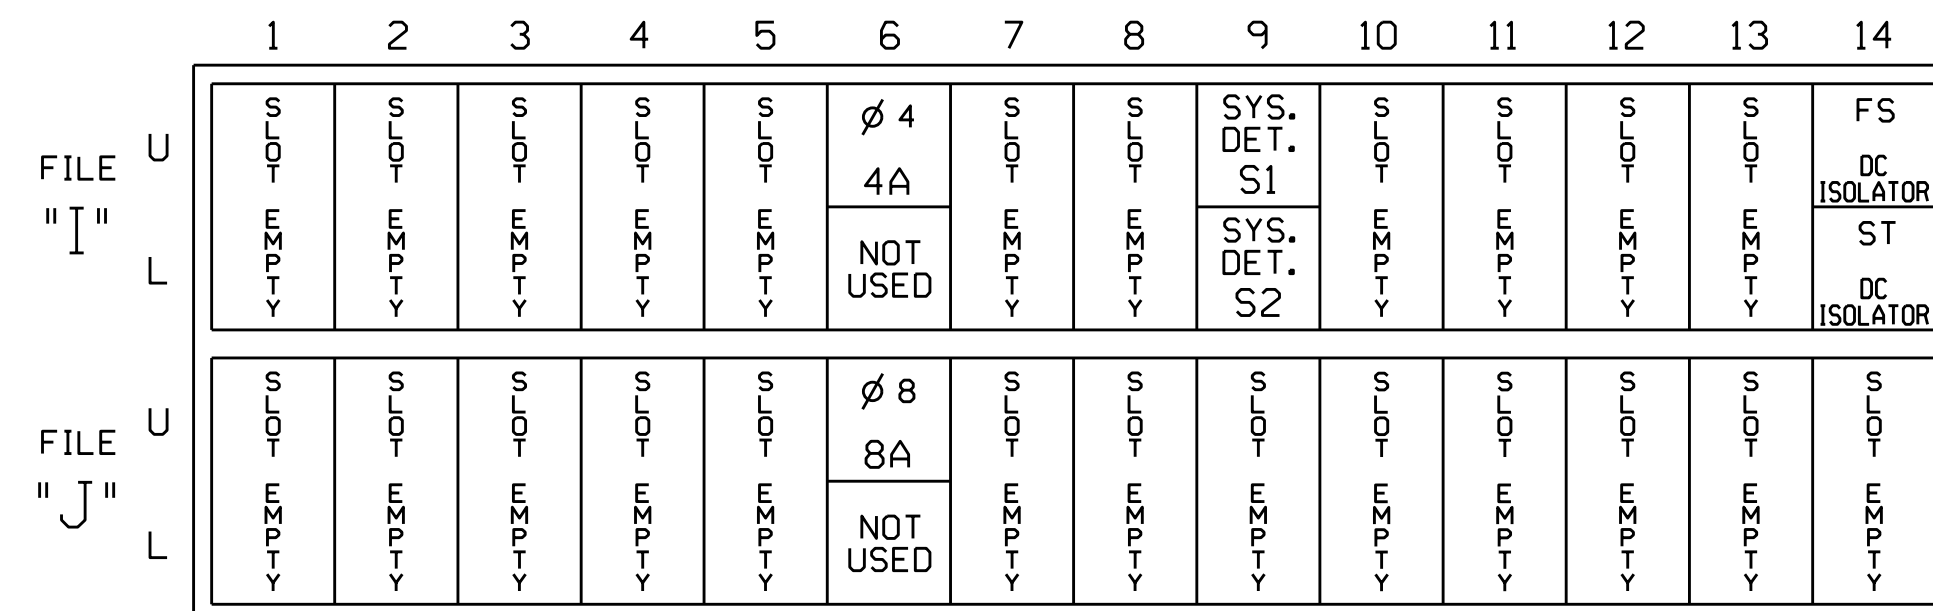 1 2 3 4 5 6 7 8 9 10 11 12 13 14
FILE "I"
U
L
SLOT EMPTY
SLOT EMPTY
SLOT EMPTY
SLOT EMPTY
SLOT EMPTY
Ø 4
4A
NOT
USED
SLOT EMPTY
SLOT EMPTY
SYS.
DET.
S1
SYS.
DET.
S2
SLOT EMPTY
SLOT EMPTY
SLOT EMPTY
SLOT EMPTY
FS
DC
ISOLATOR
ST
DC
ISOLATOR
FILE "J"
U
L
SLOT EMPTY
SLOT EMPTY
SLOT EMPTY
SLOT EMPTY
SLOT EMPTY
Ø 8
8A
NOT
USED
SLOT EMPTY
SLOT EMPTY
SLOT EMPTY
SLOT EMPTY
SLOT EMPTY
SLOT EMPTY
SLOT EMPTY
SLOT EMPTY